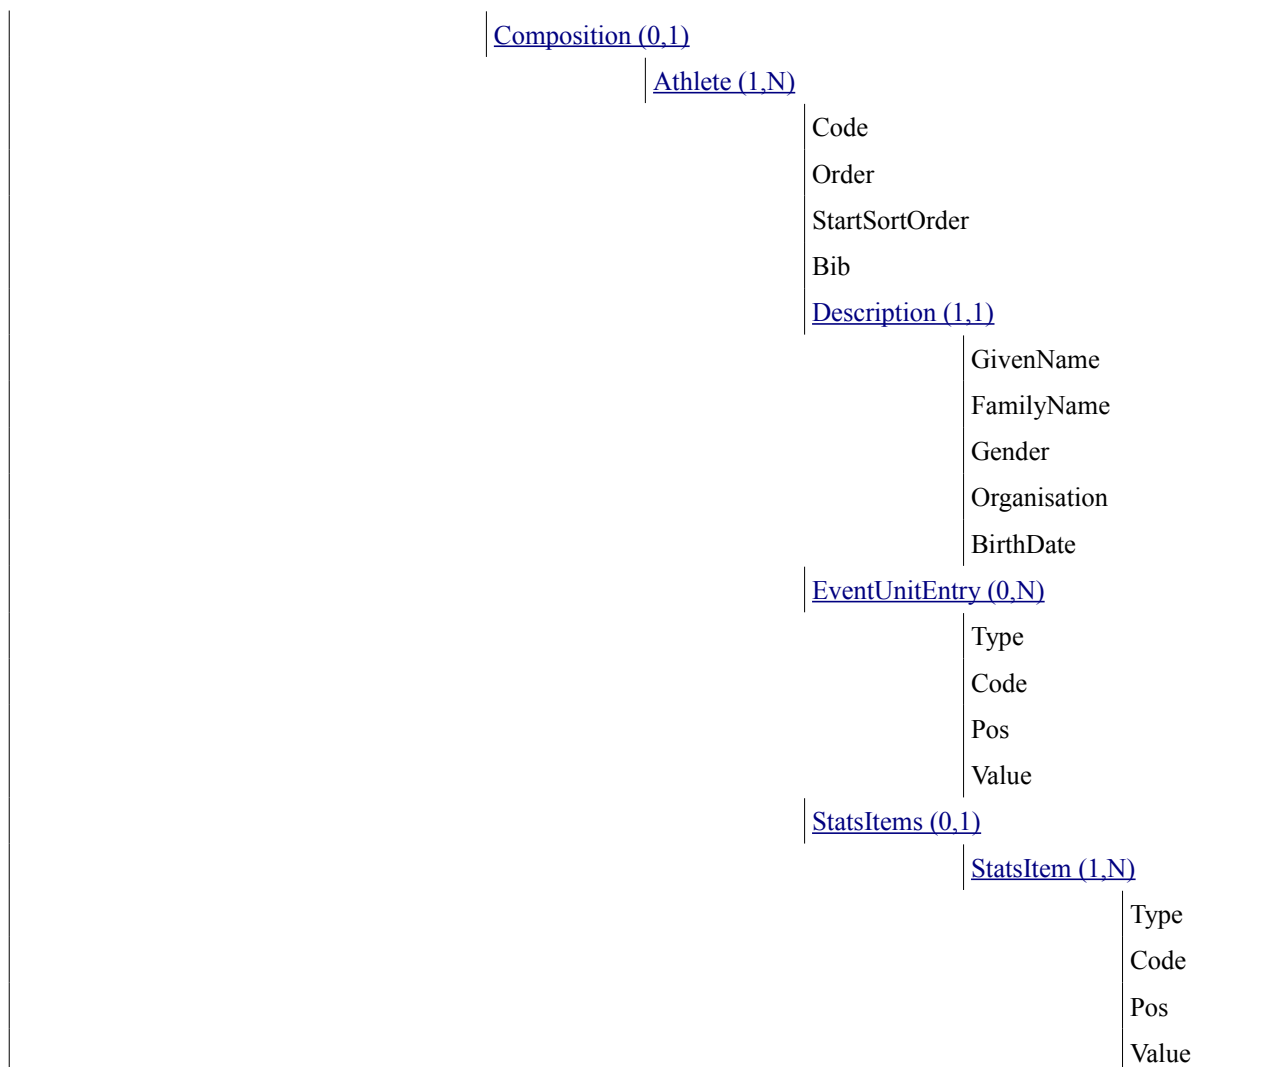 Composition (0,1)
Athlete (1,N)
Code
Order
StartSortOrder
Bib
Description (1,1)
GivenName
FamilyName
Gender
Organisation
BirthDate
EventUnitEntry (0,N)
Type
Code
Pos
Value
StatsItems (0,1)
StatsItem (1,N)
Type
Code
Pos
Value